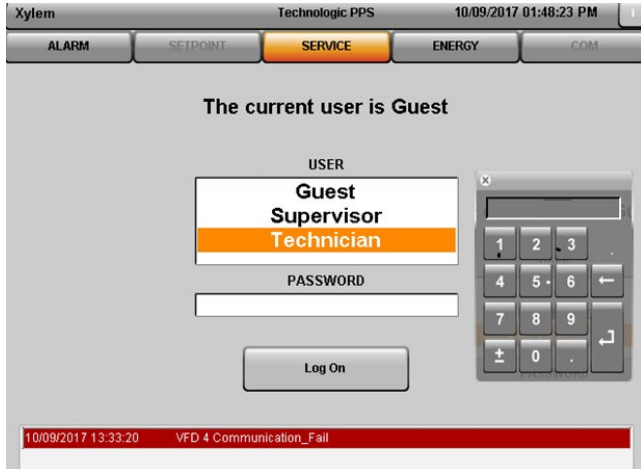 Xylem Technologic PPS 10/09/2017 01:48:23 PM
ALARM SETPOINT SERVICE ENERGY COM
The current user is Guest
USER
Guest
Supervisor
Technician
PASSWORD
1 2 3
4 5 6 ←
7 8 9
± 0 . ↵
Log On
10/09/2017 13:33:20 VFD 4 Communication_Fail